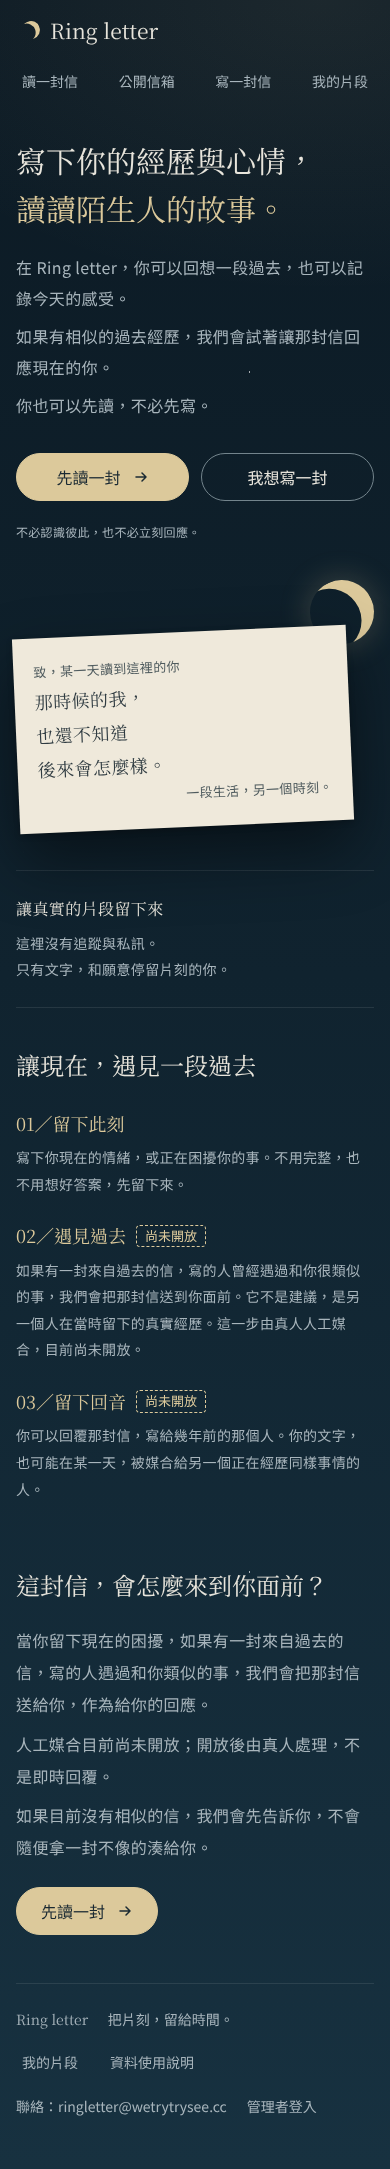 Ring letter
讀一封信 公開信箱 寫一封信 我的片段
寫下你的經歷與心情，
讀讀陌生人的故事。
在 Ring letter，你可以回想一段過去，也可以記
錄今天的感受。
如果有相似的過去經歷，我們會試著讓那封信回
應現在的你。
你也可以先讀，不必先寫。
先讀一封 → 我想寫一封
不必認識彼此，也不必立刻回應。
致，某一天讀到這裡的你
那時候的我，
也還不知道
後來會怎麼樣。
一段生活，另一個時刻。
讓真實的片段留下來
這裡沒有追蹤與私訊。
只有文字，和願意停留片刻的你。
讓現在，遇見一段過去
01／留下此刻
寫下你現在的情緒，或正在困擾你的事。不用完整，也
不用想好答案，先留下來。
02／遇見過去 尚未開放
如果有一封來自過去的信，寫的人曾經遇過和你很類似
的事，我們會把那封信送到你面前。它不是建議，是另
一個人在當時留下的真實經歷。這一步由真人人工媒
合，目前尚未開放。
03／留下回音 尚未開放
你可以回覆那封信，寫給幾年前的那個人。你的文字，
也可能在某一天，被媒合給另一個正在經歷同樣事情的
人。
這封信，會怎麼來到你面前？
當你留下現在的困擾，如果有一封來自過去的
信，寫的人遇過和你類似的事，我們會把那封信
送給你，作為給你的回應。
人工媒合目前尚未開放；開放後由真人處理，不
是即時回覆。
如果目前沒有相似的信，我們會先告訴你，不會
隨便拿一封不像的湊給你。
先讀一封 →
Ring letter 把片刻，留給時間。
我的片段 資料使用說明
聯絡：ringletter@wetrytrysee.cc 管理者登入